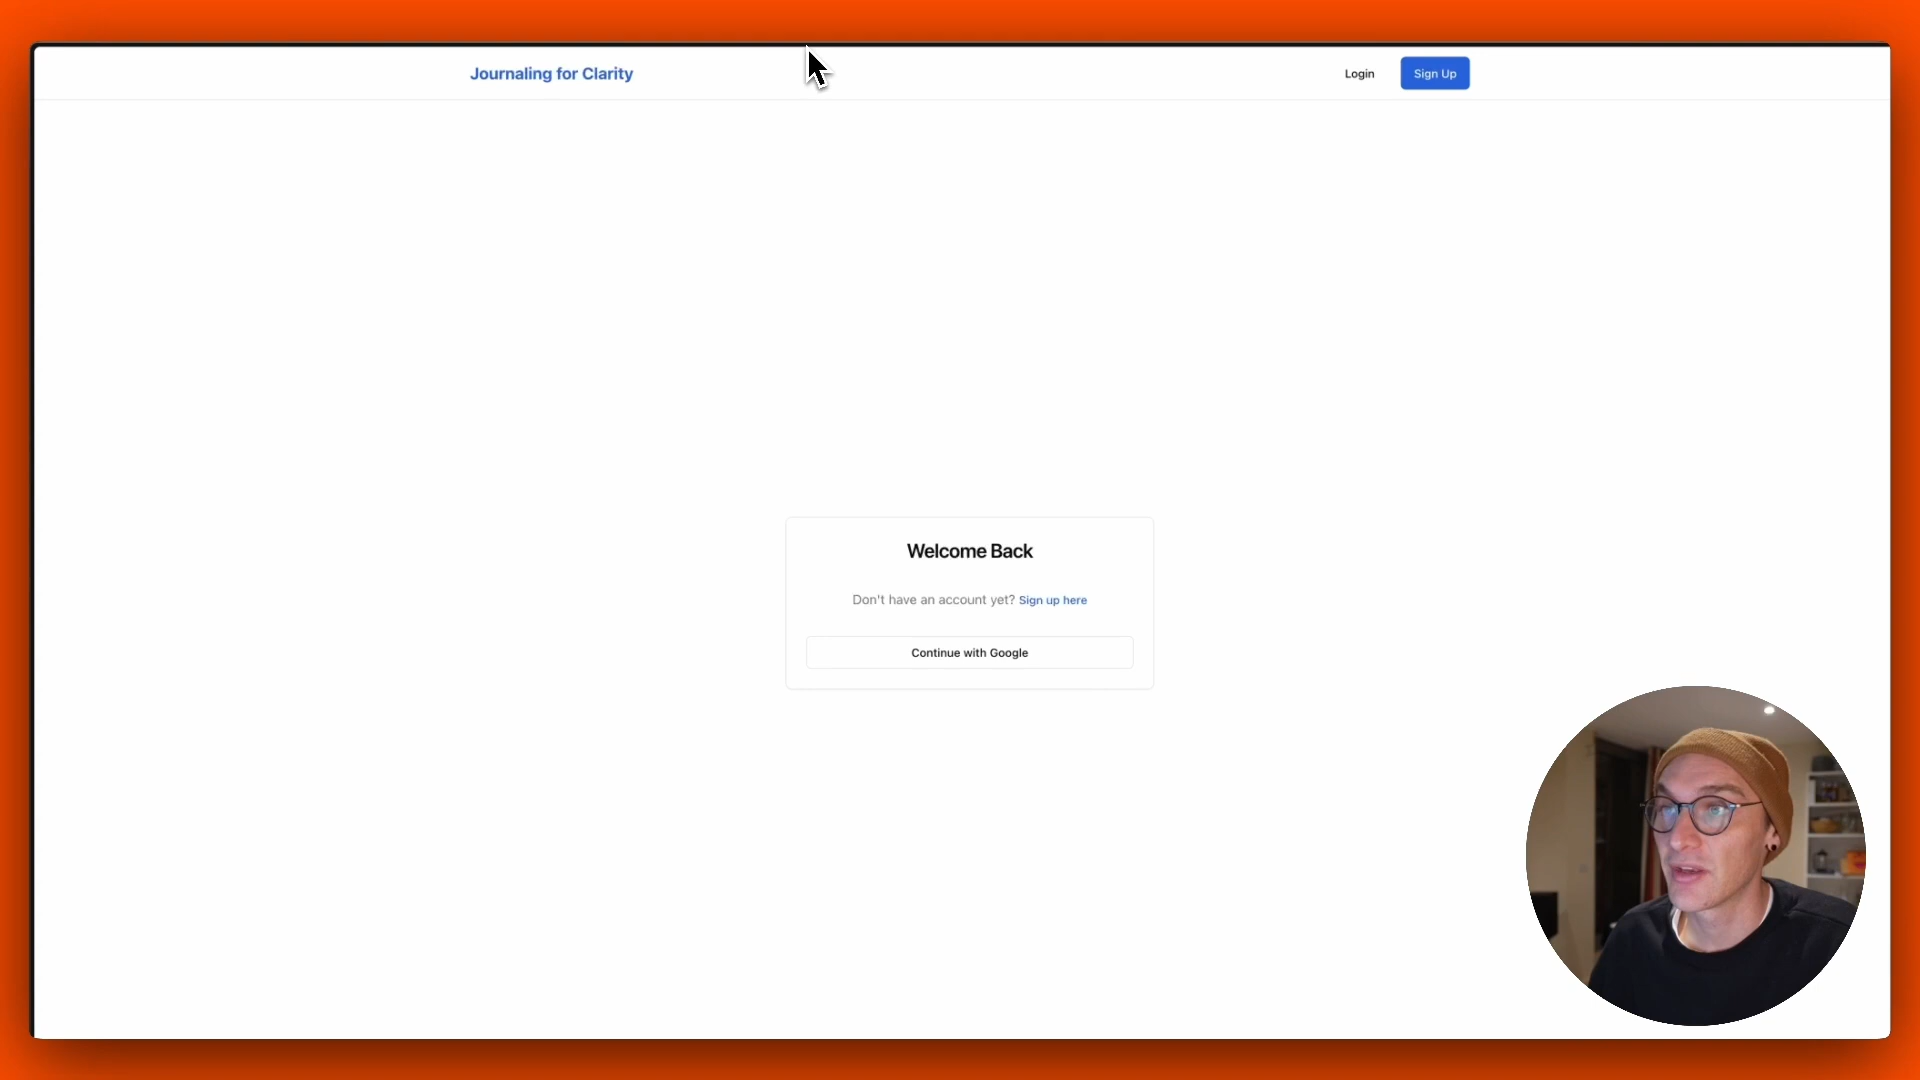 Journaling for Clarity
Login
Sign Up
Welcome Back
Don't have an account yet? Sign up here
Continue with Google